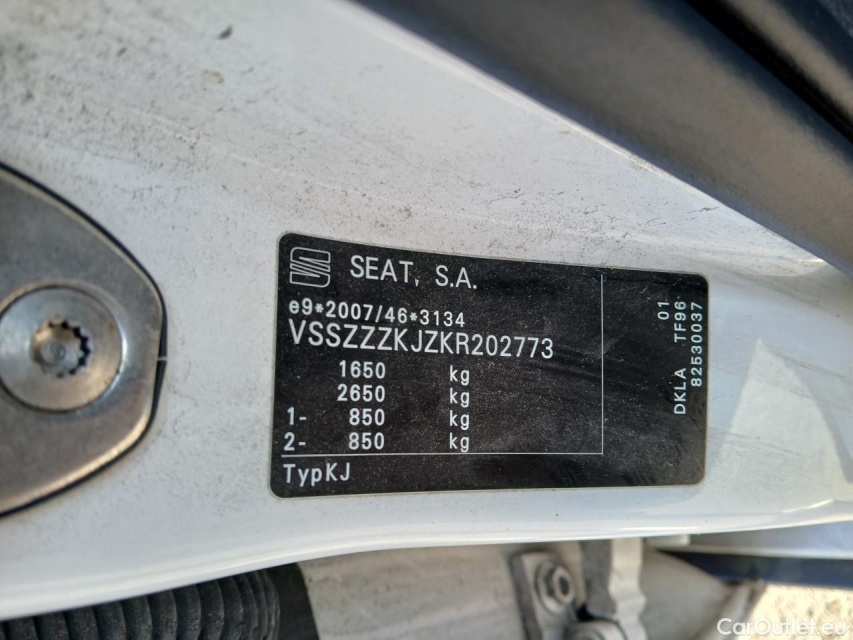 SEAT, S.A.
e9*2007/46*3134
VSSZZZKJZKR202773
1650 kg
2650 kg
1- 850 kg
2- 850 kg
TypKJ
01
DKLA TF96
82530037
CarOutlet.eu